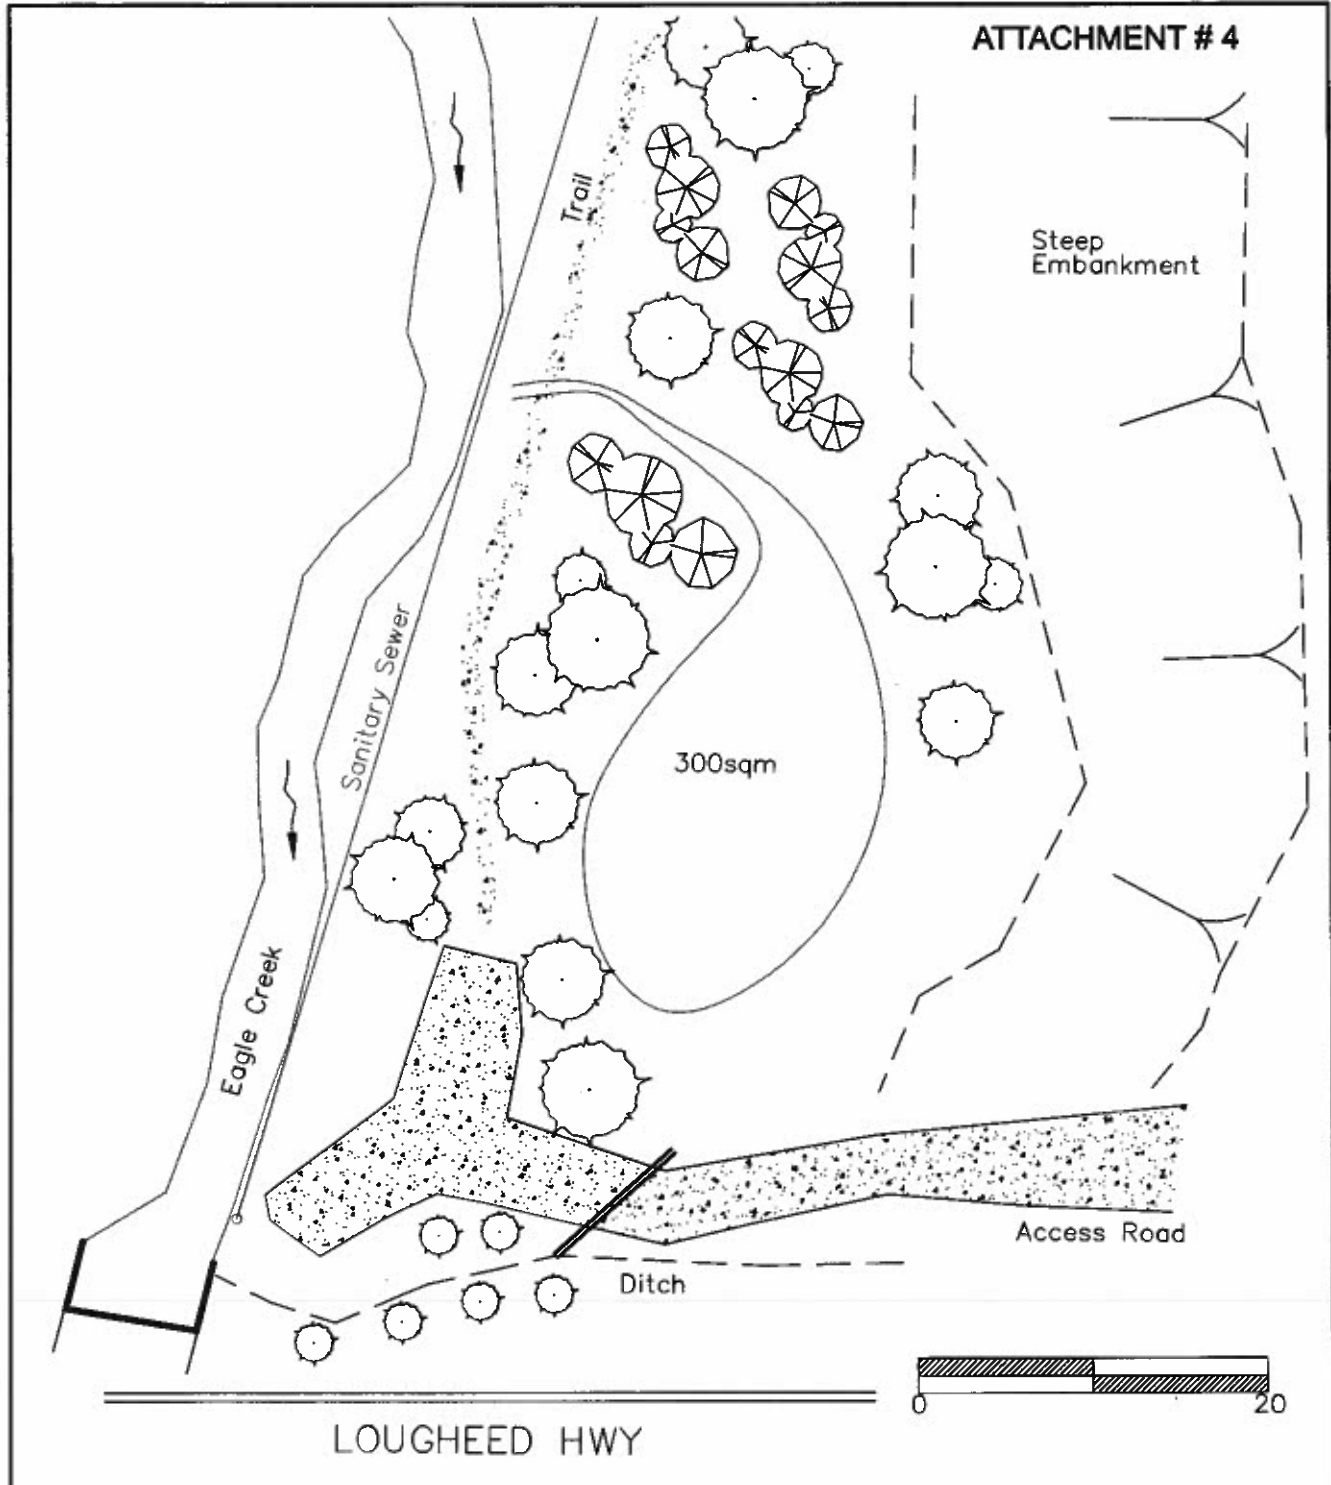 ATTACHMENT # 4
Trail
Steep
Embankment
Sanitary Sewer
300sqm
Eagle Creek
Access Road
Ditch
0 20
LOUGHEED HWY